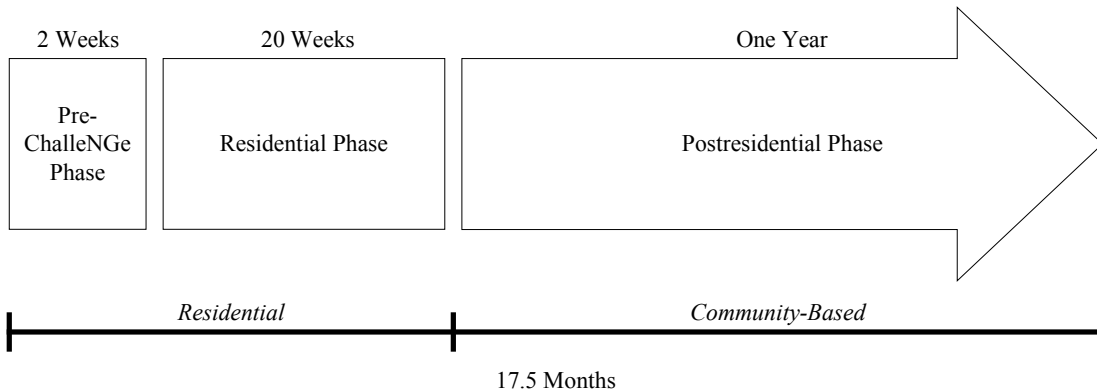 2 Weeks
20 Weeks
One Year
Pre-
ChalleNGe
Phase
Residential Phase
Postresidential Phase
Residential
Community-Based
17.5 Months